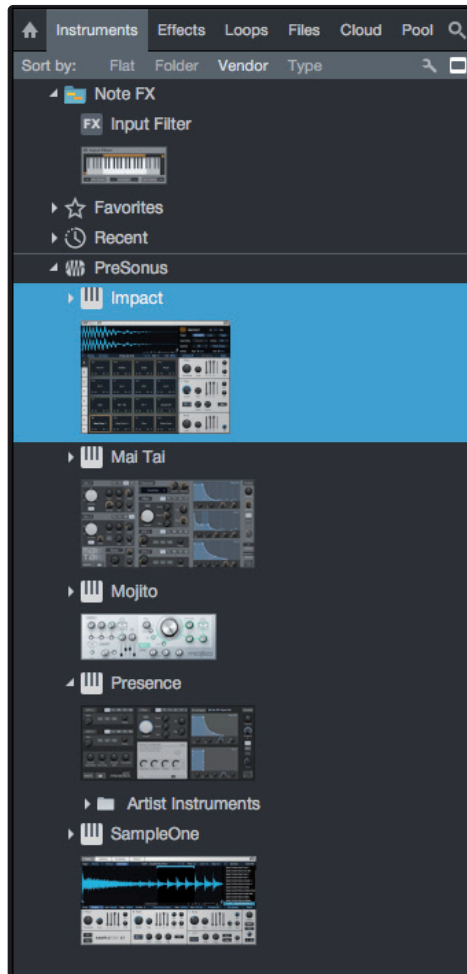 Instruments Effects Loops Files Cloud Pool
Sort by: Flat Folder Vendor Type
Note FX
FX Input Filter
Favorites
Recent
PreSonus
Impact
Mai Tai
Mojito
Presence
Artist Instruments
SampleOne